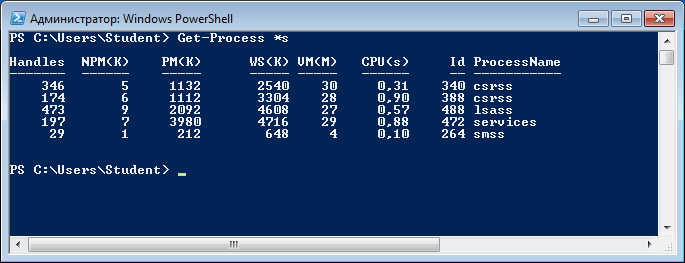 Администратор: Windows PowerShell
PS C:\Users\Student> Get-Process *s
Handles NPM(K) PM(K) WS(K) VM(M) CPU(s) Id ProcessName
------- ------ ----- ----- ----- ------ -- -----------
346 5 1132 2540 30 0,31 340 csrss
174 6 1112 3304 28 0,90 388 csrss
473 9 2092 4608 27 0,57 488 lsass
197 7 3980 4716 29 0,88 472 services
29 1 212 648 4 0,10 264 smss
PS C:\Users\Student> _